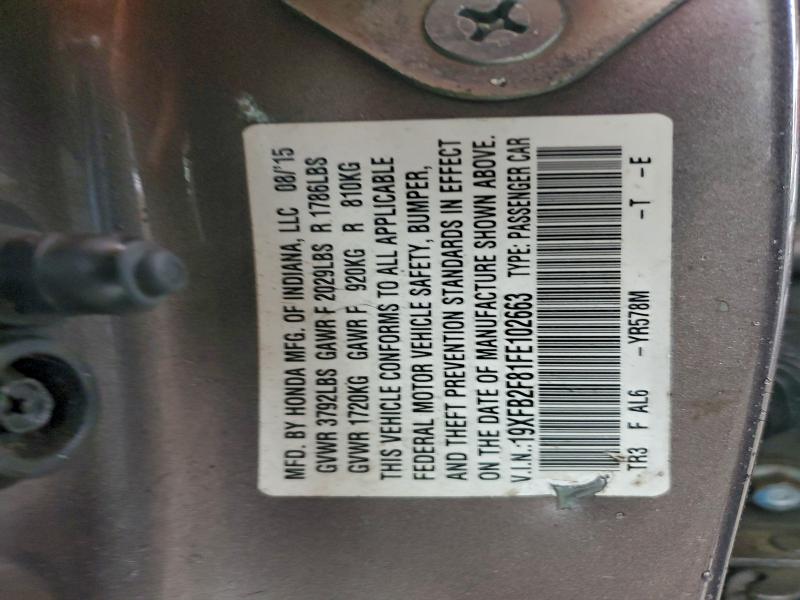 MFD. BY HONDA MFG. OF INDIANA, LLC 08/'15
GVWR 3792LBS GAWR F 2029LBS R 1786LBS
GVWR 1720KG GAWR F 920KG R 810KG
THIS VEHICLE CONFORMS TO ALL APPLICABLE
FEDERAL MOTOR VEHICLE SAFETY, BUMPER,
AND THEFT PREVENTION STANDARDS IN EFFECT
ON THE DATE OF MANUFACTURE SHOWN ABOVE.
V.I.N.:19XFB2F81FE102663 TYPE: PASSENGER CAR
TR3 F AL6 -YR578M -T -E